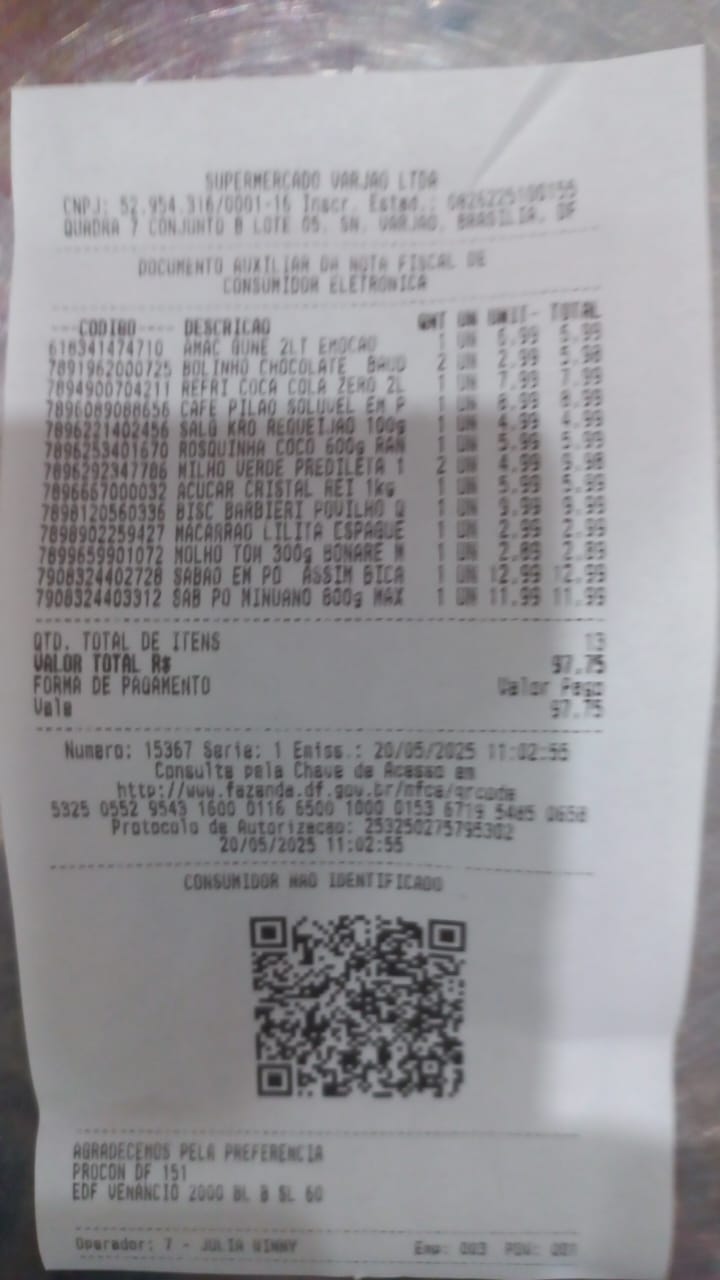 SUPERMERCADO VARJAO LTDA
CNPJ: 52.954.316/0001-16 Inscr. Estad.:
QUADRA 7 CONJUNTO B LOTE 05, SN, VARJAO, BRASILIA, DF
DOCUMENTO AUXILIAR DA NOTA FISCAL DE
CONSUMIDOR ELETRONICA
---CODIGO---- DESCRICAO QNT UN UNIT- TOTAL
618341474710 AMAC 2LT EMOCAO 1 UN 5.99
7891962000725 BOLINHO CHOCOLATE BAUD 2 UN 2.99 5.98
7894900704211 REFRI COCA COLA ZERO 2L 1 UN 7.99 7.99
7896089088656 CAFE PILAO SOLUVEL EM P 1 UN 8.99 8.99
7896221402456 SALG KRO REQUEIJAO 100g 1 UN 4.99 4.99
7896253401670 ROSQUINHA COCO 600g RAN 1 UN 5.99 5.99
7896292347786 MILHO VERDE PREDILETA 1 2 UN 4.99 9.98
7896667000032 ACUCAR CRISTAL REI 1kg 1 UN 5.99 5.99
7898120560336 BISC BARBIERI POVILHO Q 1 UN 9.99 9.99
7898902259427 MACARRAO LILITA ESPAGUE 1 UN 2.99 2.99
7899659901072 MOLHO TOM 300g BONARE M 1 UN 2.89 2.89
7908324402728 SABAO EM PO ASSIM BICA 1 UN 12.99 12.99
7908324403312 SAB PO MINUANO 800g MAX 1 UN 11.99 11.99
QTD. TOTAL DE ITENS 13
VALOR TOTAL R$ 97.75
FORMA DE PAGAMENTO Valor Pago
Vale 97.75
Numero: 15367 Serie: 1 Emiss.: 20/05/2025 11:02:55
Consulte pela Chave de Acesso em
http://www.fazenda.df.gov.br/nfce/qrcode
5325 0552 9543 1600 0116 6500 1000 0153 6719 5485 0658
Protocolo de Autorizacao: 253250275795302
20/05/2025 11:02:55
CONSUMIDOR NAO IDENTIFICADO
AGRADECEMOS PELA PREFERENCIA
PROCON DF 151
EDF VENANCIO 2000 BL B SL 60
Operador: 7 - JULIA Emp: 003 PDV: 001